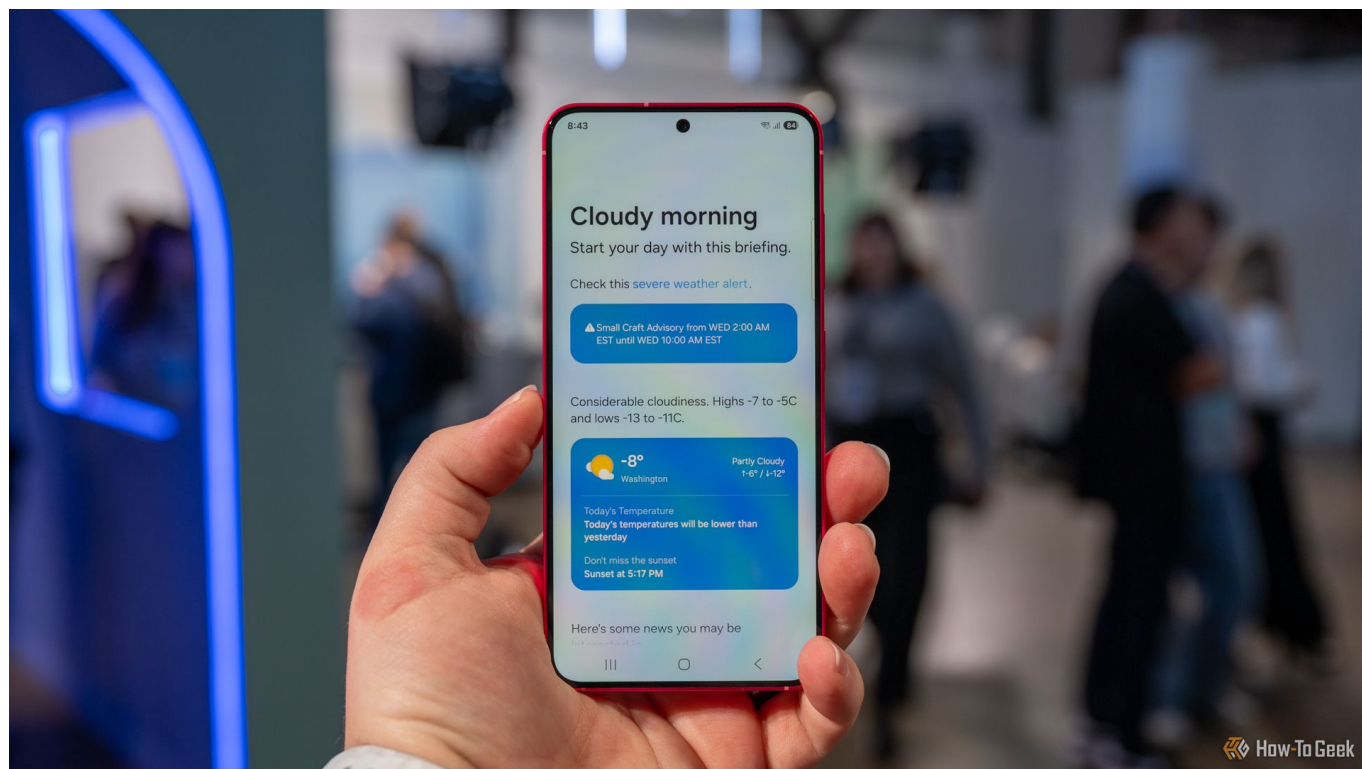 8:43
84
Cloudy morning
Start your day with this briefing.
Check this severe weather alert.
Small Craft Advisory from WED 2:00 AM
EST until WED 10:00 AM EST
Considerable cloudiness. Highs -7 to -5C
and lows -13 to -11C.
-8°
Washington
Partly Cloudy
↑-6° / ↓-12°
Today's Temperature
Today's temperatures will be lower than
yesterday
Don't miss the sunset
Sunset at 5:17 PM
Here's some news you may be
How-To Geek